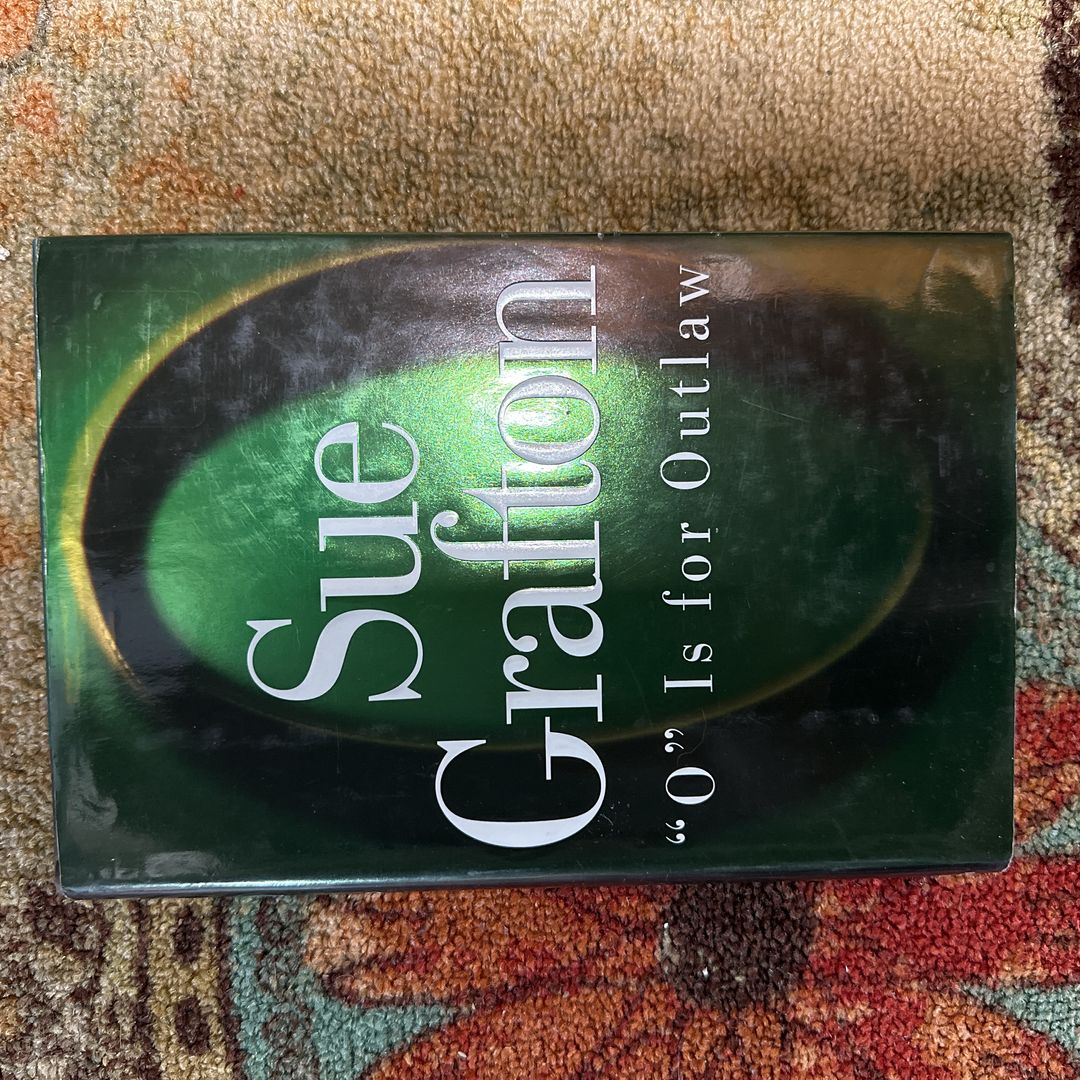 Sue
Grafton
“O” Is for Outlaw